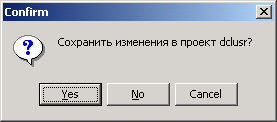 Confirm
Сохранить изменения в проект dclusr?
Yes No Cancel